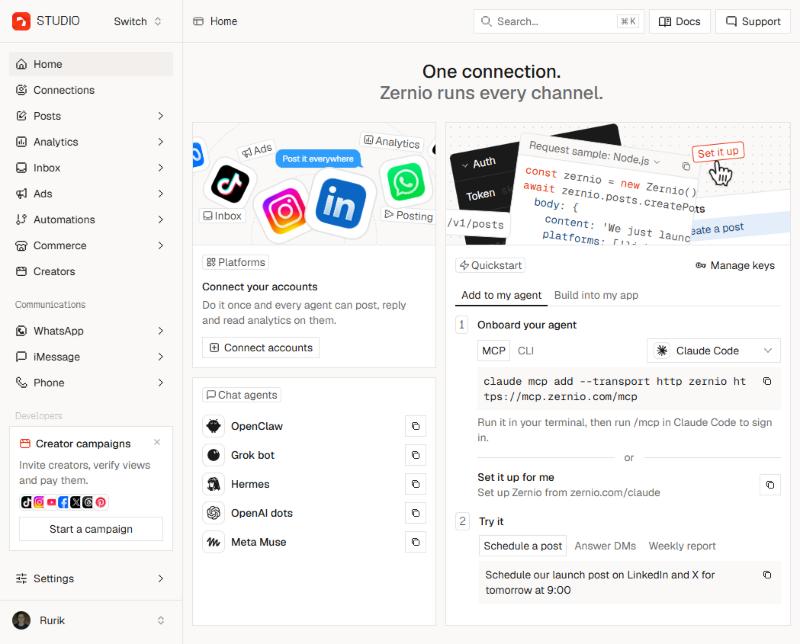 STUDIO
Switch
Home
Search...
⌘ K
Docs
Support
Home
Connections
Posts
Analytics
Inbox
Ads
Automations
Commerce
Creators
Communications
WhatsApp
iMessage
Phone
Developers
Creator campaigns
Invite creators, verify views
and pay them.
Start a campaign
Settings
Rurik
One connection.
Zernio runs every channel.
Ads
Post it everywhere
Analytics
Inbox
Posting
Platforms
Connect your accounts
Do it once and every agent can post, reply
and read analytics on them.
Connect accounts
Chat agents
OpenClaw
Grok bot
Hermes
OpenAI dots
Meta Muse
Auth
Token
/v1/posts
Request sample: Node.js
const zernio = new Zernio()
await zernio.posts.createPo
body: {
content: 'We just launc
Set it up
ts
eate a post
Quickstart
Manage keys
Add to my agent
Build into my app
1 Onboard your agent
MCP
CLI
Claude Code
claude mcp add --transport http zernio ht
tps://mcp.zernio.com/mcp
Run it in your terminal, then run /mcp in Claude Code to sign
in.
or
Set it up for me
Set up Zernio from zernio.com/claude
2 Try it
Schedule a post
Answer DMs
Weekly report
Schedule our launch post on LinkedIn and X for
tomorrow at 9:00